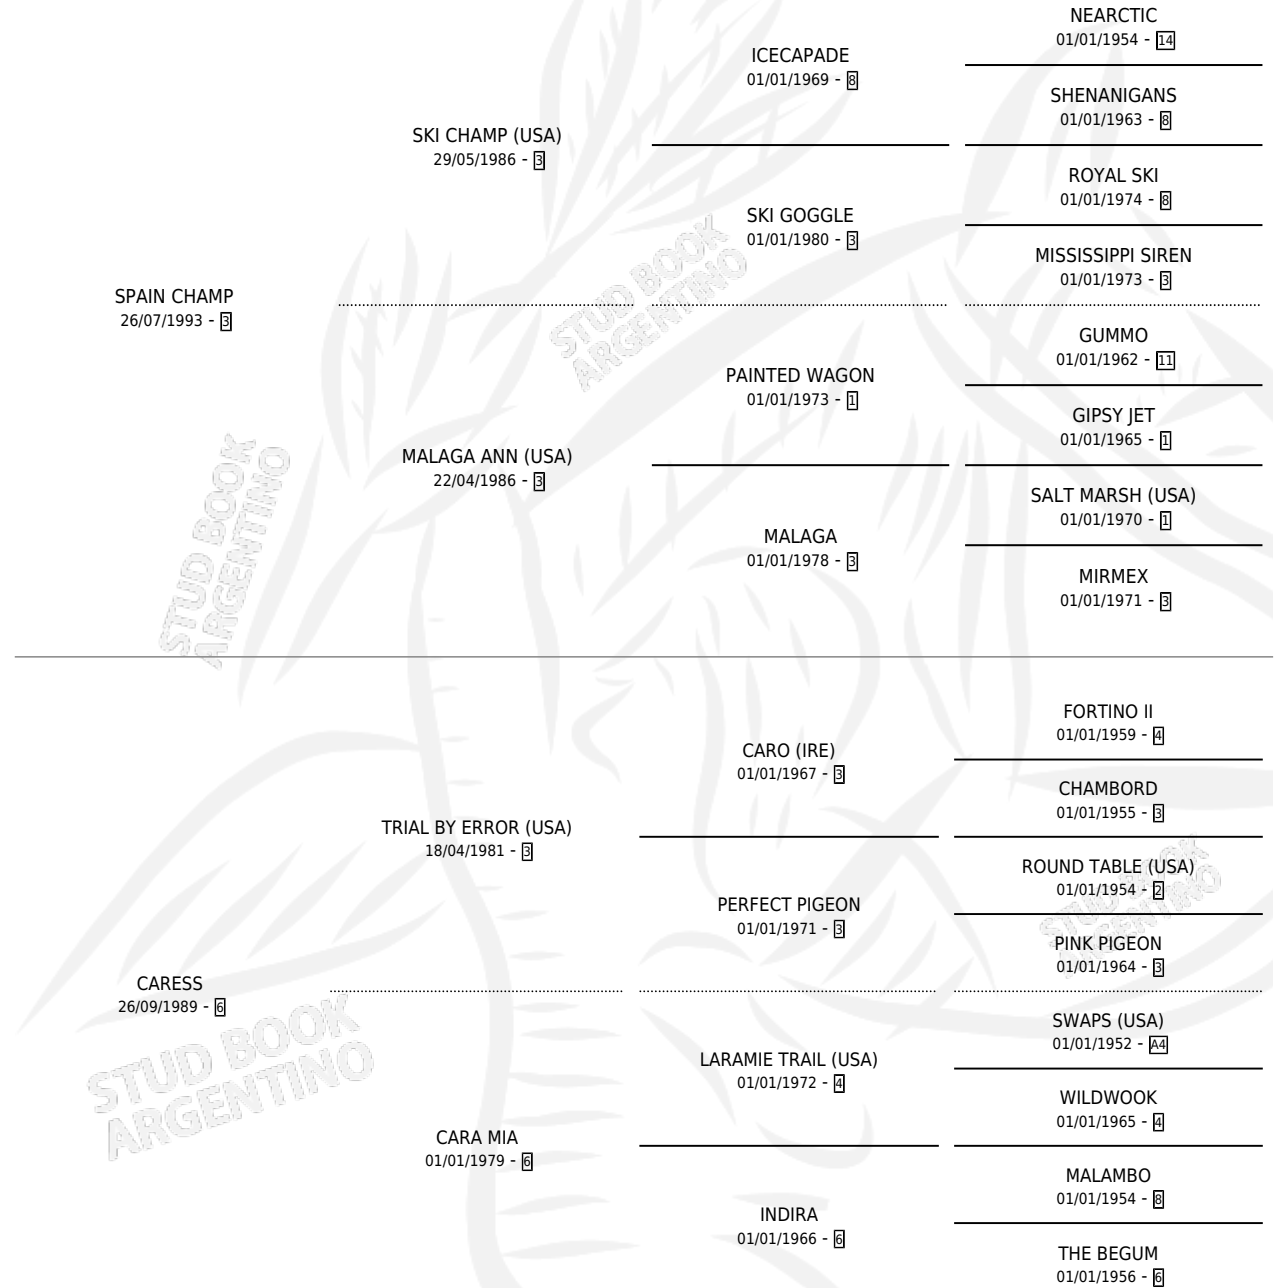 NEARCTIC
01/01/1954 - 14
ICECAPADE
01/01/1969 - 8
SHENANIGANS
01/01/1963 - 8
SKI CHAMP (USA)
29/05/1986 - 3
ROYAL SKI
01/01/1974 - 8
SKI GOGGLE
01/01/1980 - 3
MISSISSIPPI SIREN
01/01/1973 - 3
SPAIN CHAMP
26/07/1993 - 3
GUMMO
01/01/1962 - 11
PAINTED WAGON
01/01/1973 - 1
GIPSY JET
01/01/1965 - 1
MALAGA ANN (USA)
22/04/1986 - 3
SALT MARSH (USA)
01/01/1970 - 1
MALAGA
01/01/1978 - 3
MIRMEX
01/01/1971 - 3
FORTINO II
01/01/1959 - 4
CARO (IRE)
01/01/1967 - 3
CHAMBORD
01/01/1955 - 3
TRIAL BY ERROR (USA)
18/04/1981 - 3
ROUND TABLE (USA)
01/01/1954 - 2
PERFECT PIGEON
01/01/1971 - 3
PINK PIGEON
01/01/1964 - 3
CARESS
26/09/1989 - 6
SWAPS (USA)
01/01/1952 - A4
LARAMIE TRAIL (USA)
01/01/1972 - 4
WILDWOOK
01/01/1965 - 4
CARA MIA
01/01/1979 - 6
MALAMBO
01/01/1954 - 8
INDIRA
01/01/1966 - 6
THE BEGUM
01/01/1956 - 6
STUD BOOK
ARGENTINO
STUD BOOK
ARGENTINO
STUD BOOK
ARGENTINO
STUD BOOK
ARGENTINO